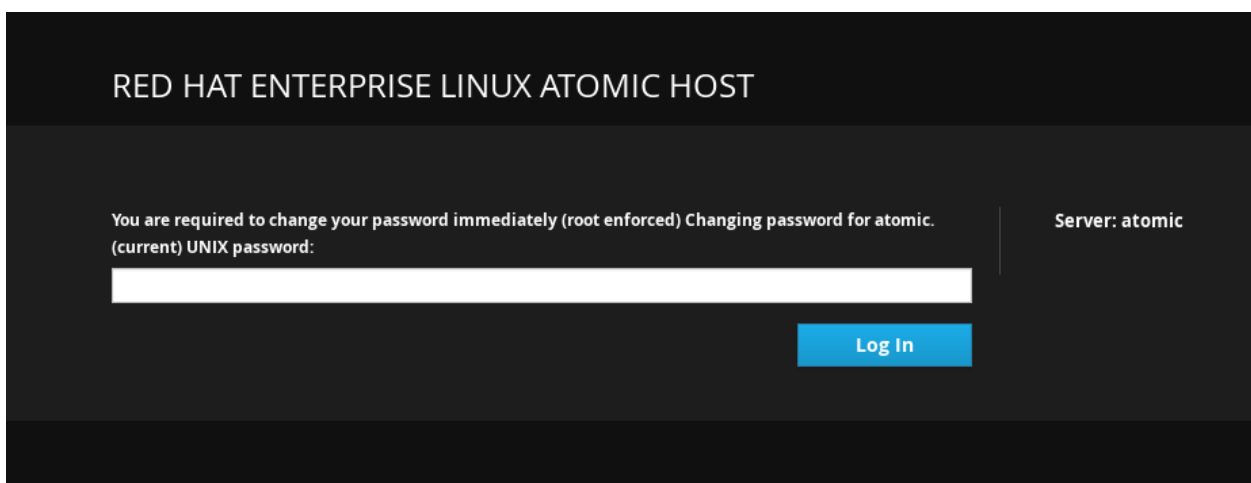 RED HAT ENTERPRISE LINUX ATOMIC HOST
You are required to change your password immediately (root enforced) Changing password for atomic.
(current) UNIX password:
Server: atomic
Log In